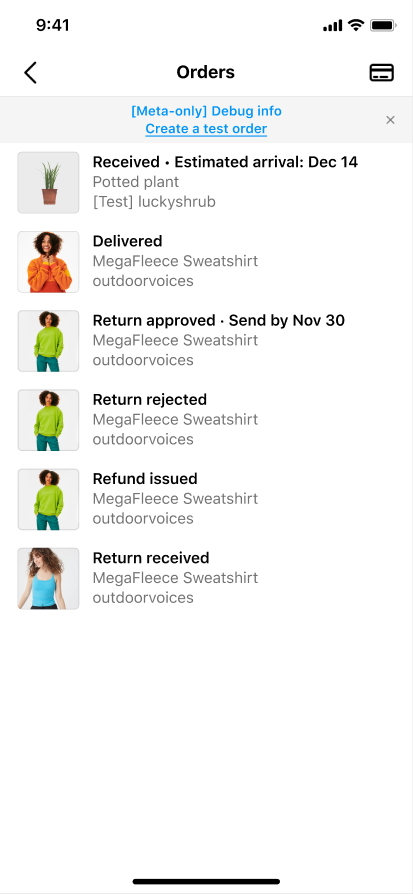 9:41
Orders
[Meta-only] Debug info
Create a test order
Received • Estimated arrival: Dec 14
Potted plant
[Test] luckyshrub
Delivered
MegaFleece Sweatshirt
outdoorvoices
Return approved · Send by Nov 30
MegaFleece Sweatshirt
outdoorvoices
Return rejected
MegaFleece Sweatshirt
outdoorvoices
Refund issued
MegaFleece Sweatshirt
outdoorvoices
Return received
MegaFleece Sweatshirt
outdoorvoices